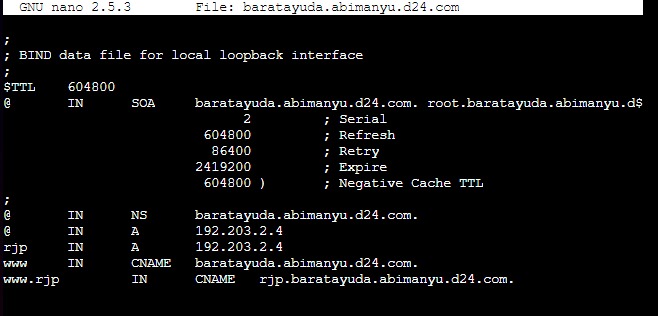 GNU nano 2.5.3 File: baratayuda.abimanyu.d24.com
;
; BIND data file for local loopback interface
;
$TTL 604800
@ IN SOA baratayuda.abimanyu.d24.com. root.baratayuda.abimanyu.d$
2 ; Serial
604800 ; Refresh
86400 ; Retry
2419200 ; Expire
604800 ) ; Negative Cache TTL
;
@ IN NS baratayuda.abimanyu.d24.com.
@ IN A 192.203.2.4
rjp IN A 192.203.2.4
www IN CNAME baratayuda.abimanyu.d24.com.
www.rjp IN CNAME rjp.baratayuda.abimanyu.d24.com.